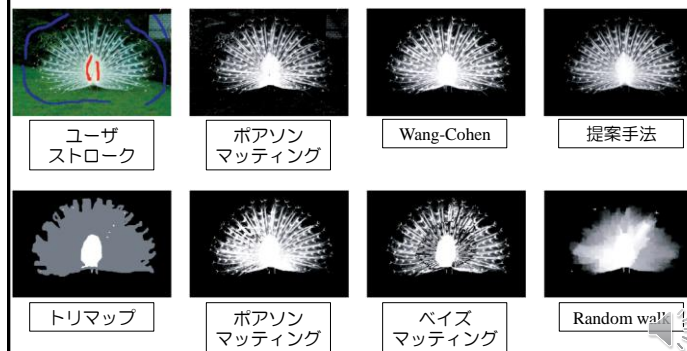 ユーザ
ストローク
ポアソン
マッティング
Wang-Cohen
提案手法
トリマップ
ポアソン
マッティング
ベイズ
マッティング
Random walk